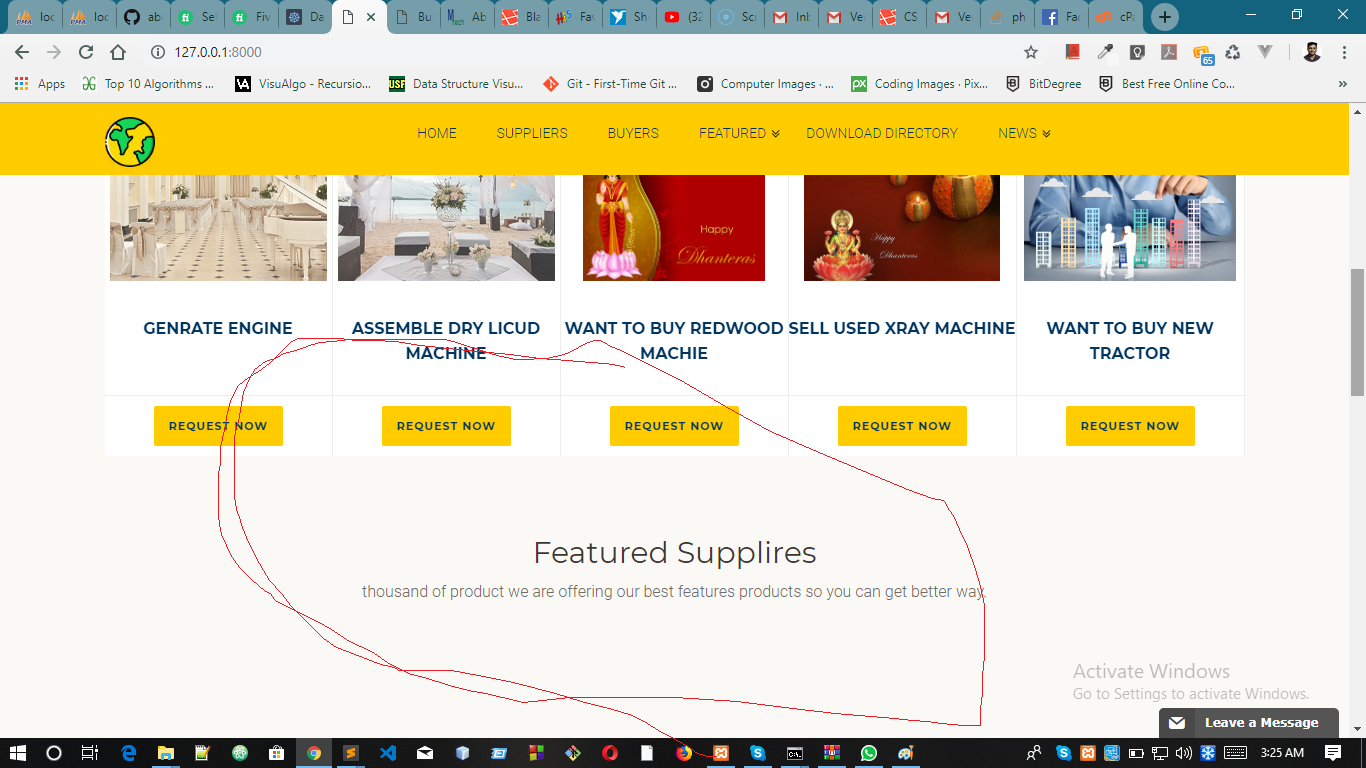 loc
loc
ab
Se
Fiv
Da
Bu
Ab
Bla
Fav
Sh
(32
Scr
Inb
Ve
CS
Ve
ph
Fac
cPa
127.0.0.1:8000
65
Apps
Top 10 Algorithms ...
VisuAlgo - Recursio...
USF
Data Structure Visu...
Git - First-Time Git ...
Computer Images · ...
px
Coding Images · Pix...
BitDegree
Best Free Online Co...
HOME
SUPPLIERS
BUYERS
FEATURED
DOWNLOAD DIRECTORY
NEWS
Happy
Dhanteras
Happy
Dhanteras
GENRATE ENGINE
ASSEMBLE DRY LICUD
MACHINE
WANT TO BUY REDWOOD
MACHIE
SELL USED XRAY MACHINE
WANT TO BUY NEW
TRACTOR
REQUEST NOW
REQUEST NOW
REQUEST NOW
REQUEST NOW
REQUEST NOW
Featured Supplires
thousand of product we are offering our best features products so you can get better way.
Activate Windows
Go to Settings to activate Windows.
Leave a Message
3:25 AM